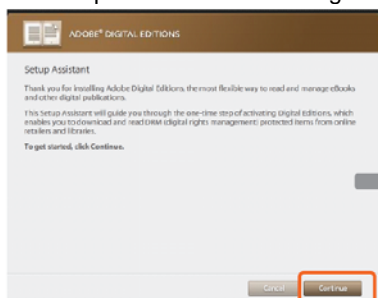 ADOBE® DIGITAL EDITIONS
Setup Assistant
Thank you for installing Adobe Digital Editions, the most flexible way to read and manage eBooks
and other digital publications.
This Setup Assistant will guide you through the one-time step of activating Digital Editions, which
enables you to download and read DRM (digital rights management) protected items from online
retailers and libraries.
To get started, click Continue.
Cancel Continue